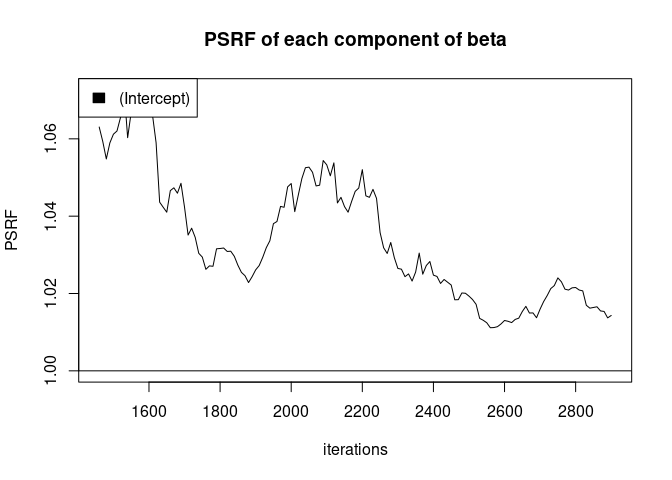 PSRF of each component of beta
(Intercept)
1.06
1.04
1.02
1.00
PSRF
1600 1800 2000 2200 2400 2600 2800
iterations